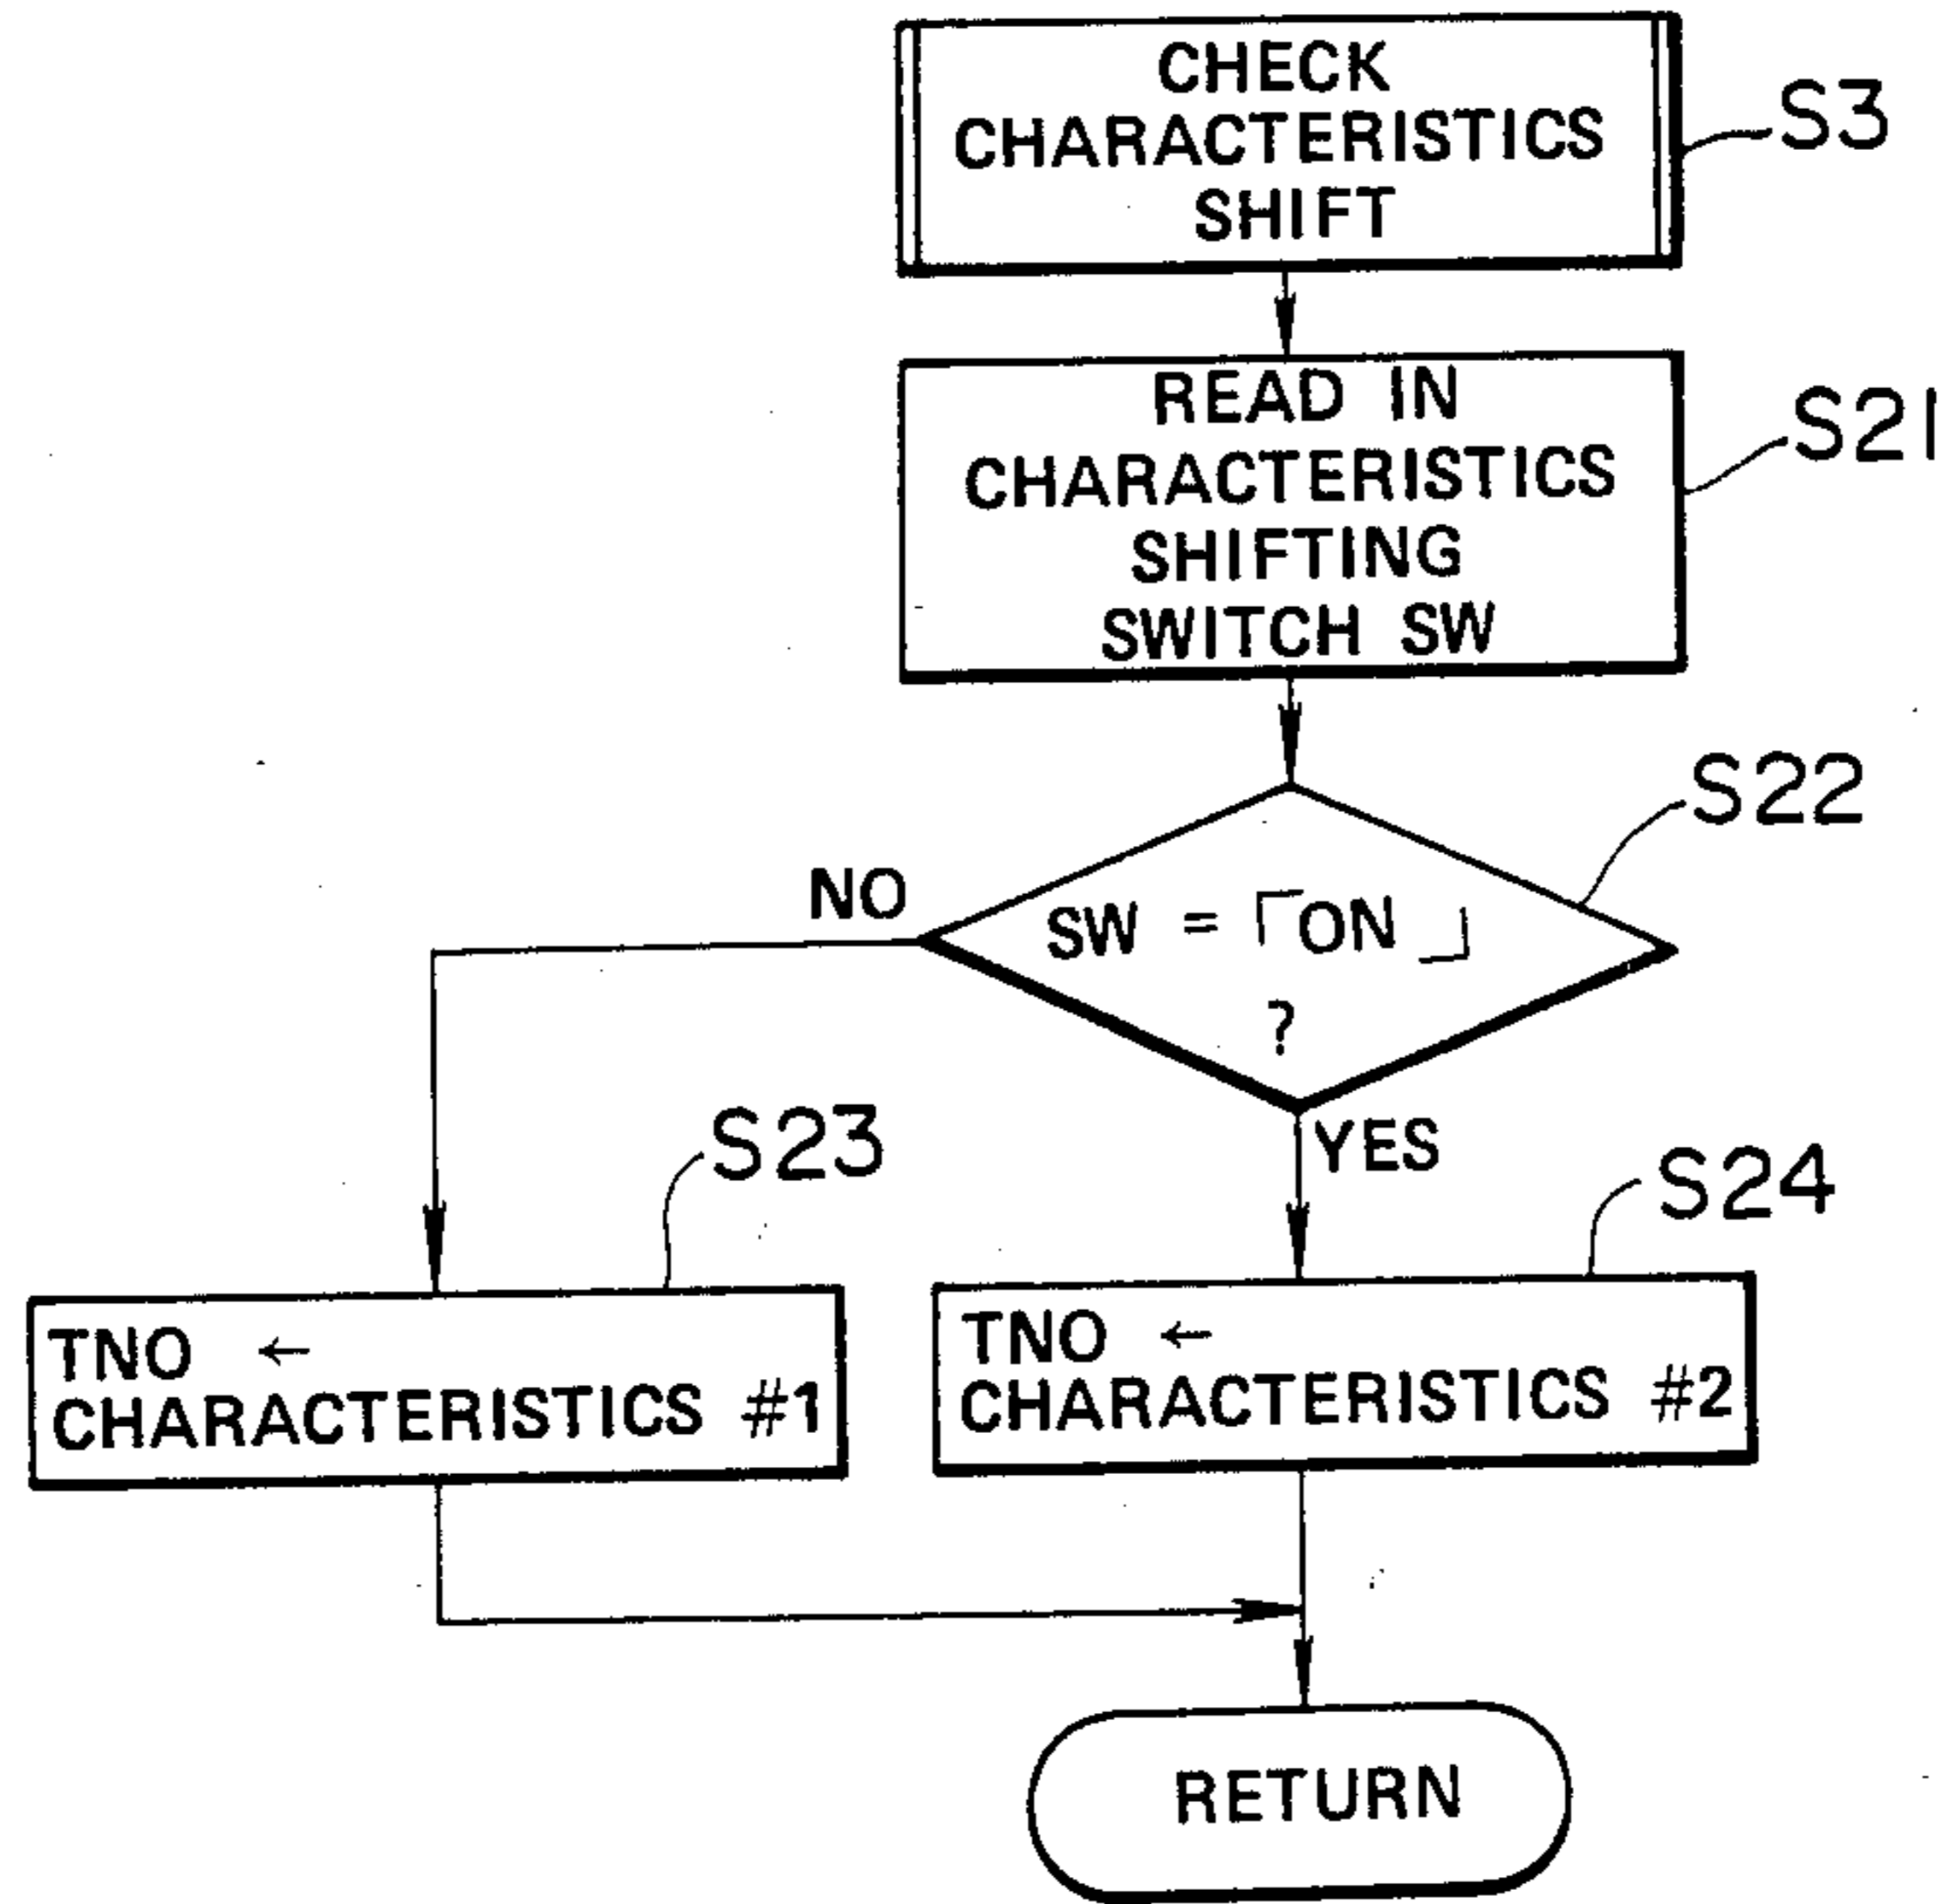 CHECK
CHARACTERISTICS
SHIFT
S3
READ IN
CHARACTERISTICS
SHIFTING
SWITCH SW
S21
S22
NO
SW = 「ON」
?
YES
S23
S24
TNO ←
CHARACTERISTICS #1
TNO ←
CHARACTERISTICS #2
RETURN